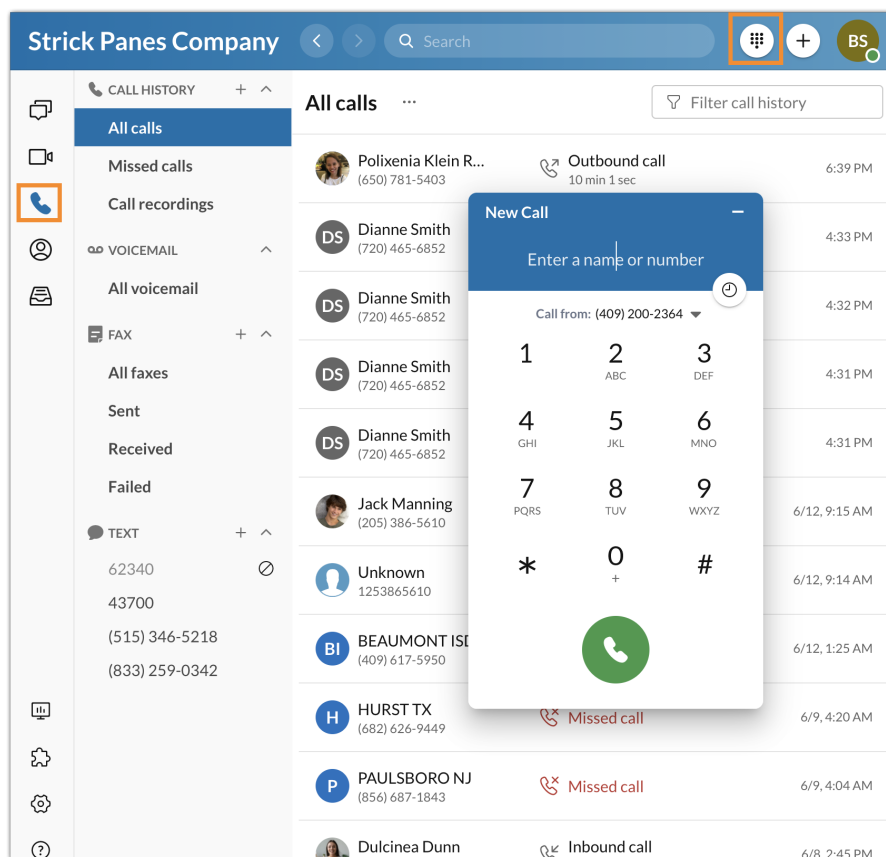 Strick Panes Company
Search
BS
CALL HISTORY
All calls
Missed calls
Call recordings
VOICEMAIL
All voicemail
FAX
All faxes
Sent
Received
Failed
TEXT
62340
43700
(515) 346-5218
(833) 259-0342
All calls ...
Filter call history
Polixenia Klein R... Outbound call
(650) 781-5403 10 min 1 sec 6:39 PM
DS Dianne Smith
(720) 465-6852 4:33 PM
DS Dianne Smith
(720) 465-6852 4:32 PM
DS Dianne Smith
(720) 465-6852 4:31 PM
DS Dianne Smith
(720) 465-6852 4:31 PM
Jack Manning
(205) 386-5610 6/12, 9:15 AM
Unknown
1253865610 6/12, 9:14 AM
BI BEAUMONT ISD
(409) 617-5950 6/12, 1:25 AM
H HURST TX Missed call
(682) 626-9449 6/9, 4:20 AM
P PAULSBORO NJ Missed call
(856) 687-1843 6/9, 4:04 AM
Dulcinea Dunn Inbound call
6/8, 2:45 PM
New Call
Enter a name or number
Call from: (409) 200-2364
1 2 3
ABC DEF
4 5 6
GHI JKL MNO
7 8 9
PQRS TUV WXYZ
* 0 #
+